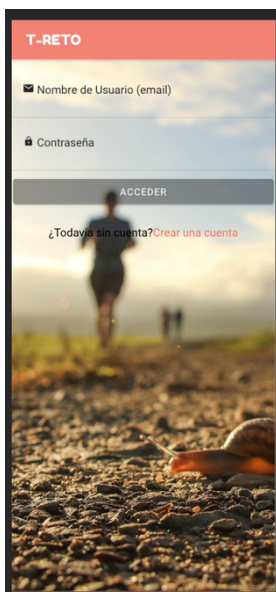 T-RETO
Nombre de Usuario (email)
Contraseña
ACCEDER
¿Todavía sin cuenta?Crear una cuenta